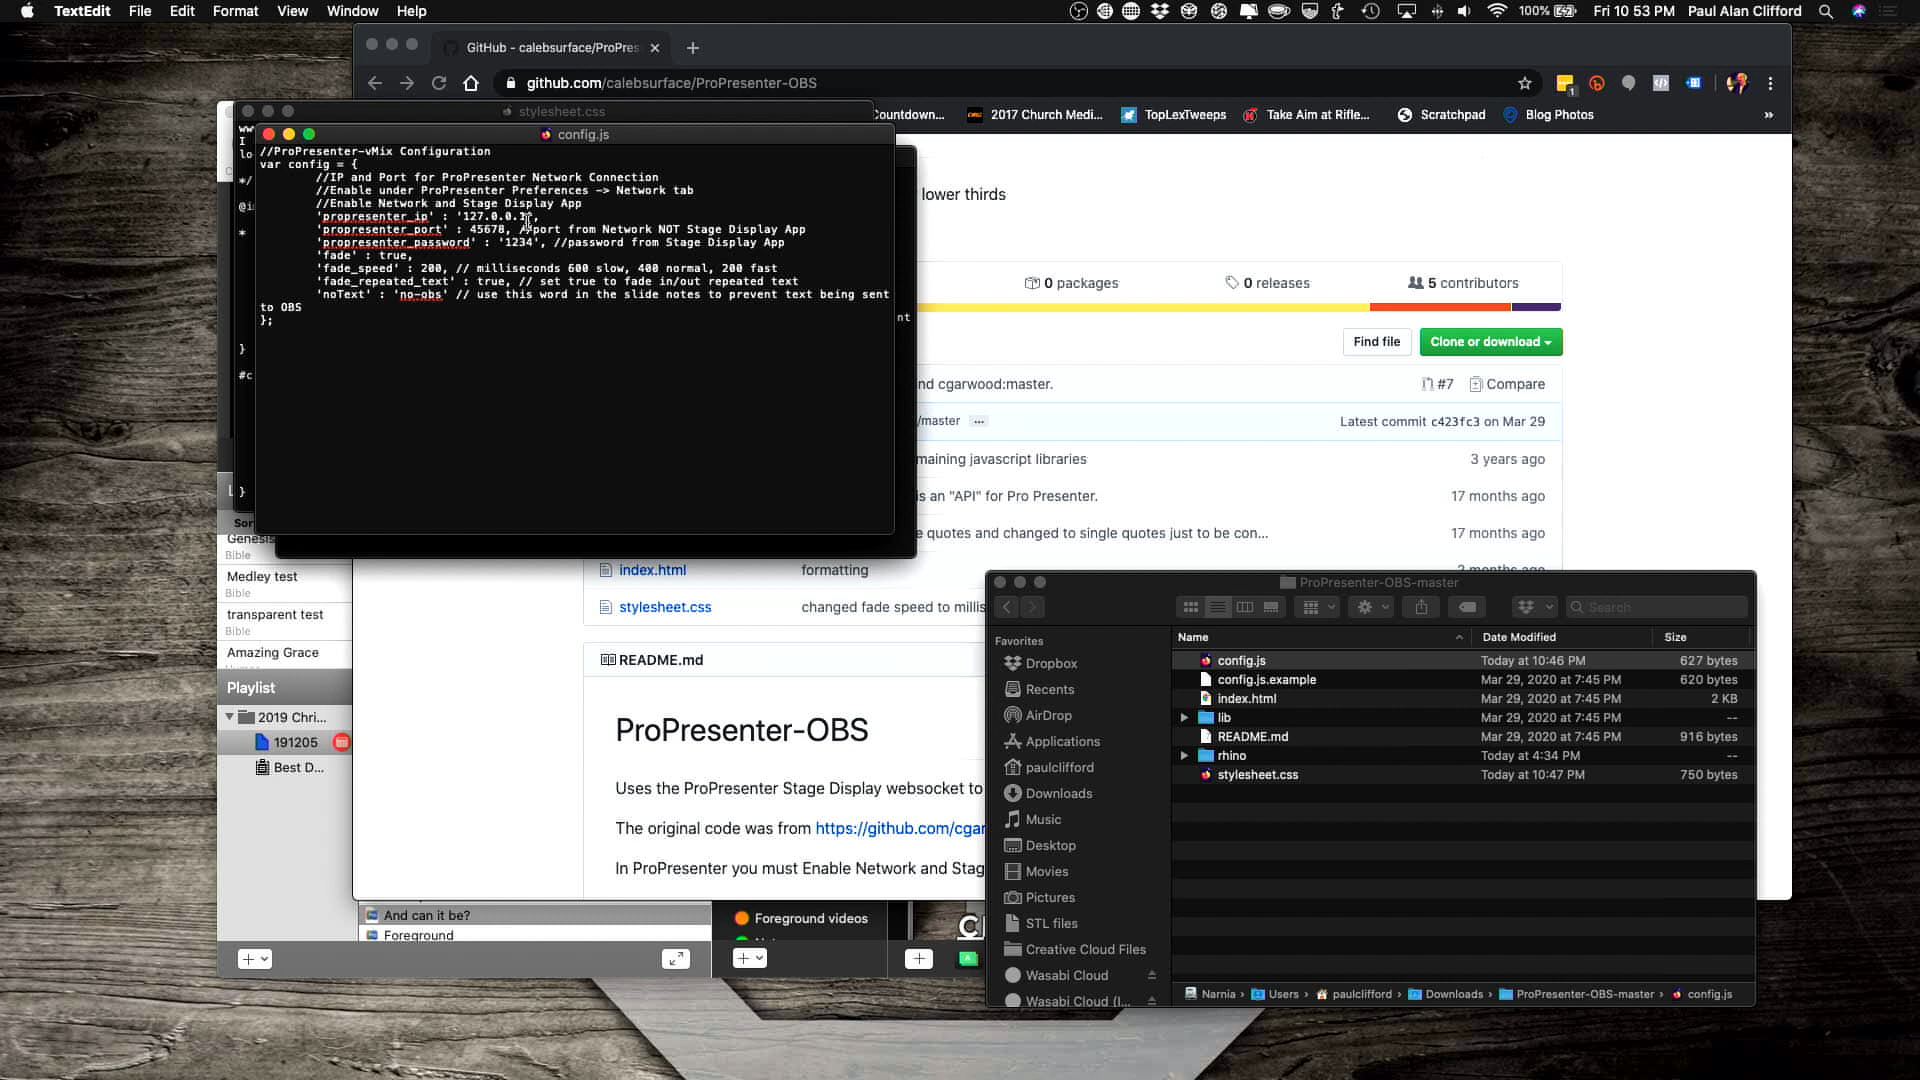 TextEdit File Edit Format View Window Help
100% Fri 10 53 PM Paul Alan Clifford
GitHub - calebsurface/ProPres
github.com/calebsurface/ProPresenter-OBS
1
Countdown...
2017 Church Medi...
TopLexTweeps
Take Aim at Rifle...
Scratchpad
Blog Photos
»
stylesheet.css
config.js
//ProPresenter-vMix Configuration
var config = {
//IP and Port for ProPresenter Network Connection
//Enable under ProPresenter Preferences -> Network tab
//Enable Network and Stage Display App
'propresenter_ip' : '127.0.0.1',
'propresenter_port' : 45678, //port from Network NOT Stage Display App
'propresenter_password' : '1234', //password from Stage Display App
'fade' : true,
'fade_speed' : 200, // milliseconds 600 slow, 400 normal, 200 fast
'fade_repeated_text' : true, // set true to fade in/out repeated text
'noText' : 'no-obs' // use this word in the slide notes to prevent text being sent
to OBS
};
ww
I
lo
*/
@i
*
}
#c
}
nt
lower thirds
0 packages
0 releases
5 contributors
Find file
Clone or download
nd cgarwood:master.
#7
Compare
/master ...
Latest commit c423fc3 on Mar 29
maining javascript libraries
3 years ago
is an "API" for Pro Presenter.
17 months ago
e quotes and changed to single quotes just to be con...
17 months ago
index.html
formatting
2 months ago
stylesheet.css
changed fade speed to millis
README.md
ProPresenter-OBS
Uses the ProPresenter Stage Display websocket to
The original code was from https://github.com/cgar
In ProPresenter you must Enable Network and Stag
L
Sor
Genesis
Bible
Medley test
Bible
transparent test
Bible
Amazing Grace
Playlist
2019 Chri...
191205
Best D...
And can it be?
Foreground
Foreground videos
ProPresenter-OBS-master
Search
Favorites
Dropbox
Recents
AirDrop
Applications
paulclifford
Downloads
Music
Desktop
Movies
Pictures
STL files
Creative Cloud Files
Wasabi Cloud
Wasabi Cloud (I...
Name
Date Modified
Size
config.js
Today at 10:46 PM
627 bytes
config.js.example
Mar 29, 2020 at 7:45 PM
620 bytes
index.html
Mar 29, 2020 at 7:45 PM
2 KB
lib
Mar 29, 2020 at 7:45 PM
--
README.md
Mar 29, 2020 at 7:45 PM
916 bytes
rhino
Today at 4:34 PM
--
stylesheet.css
Today at 10:47 PM
750 bytes
Narnia › Users › paulclifford › Downloads › ProPresenter-OBS-master › config.js